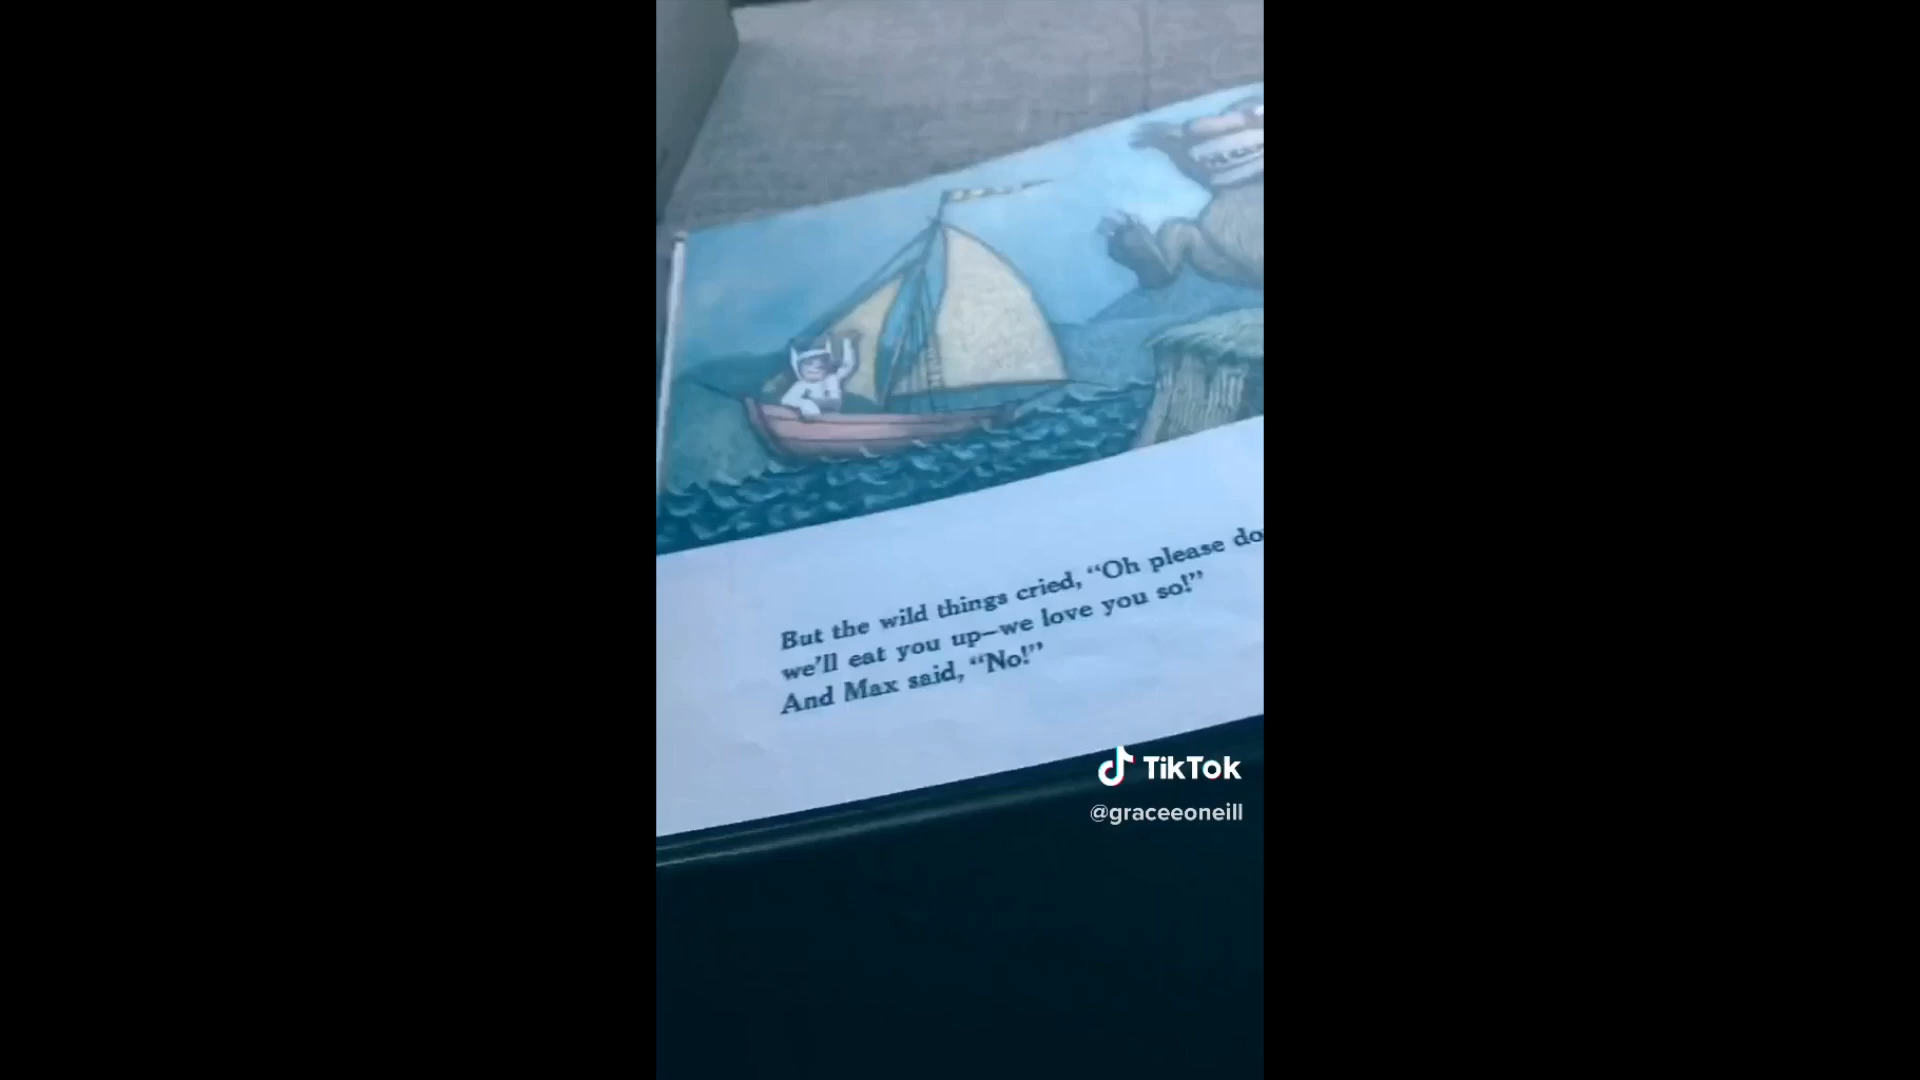 But the wild things cried, “Oh please do
we’ll eat you up—we love you so!”
And Max said, “No!”
TikTok
@graceeoneill